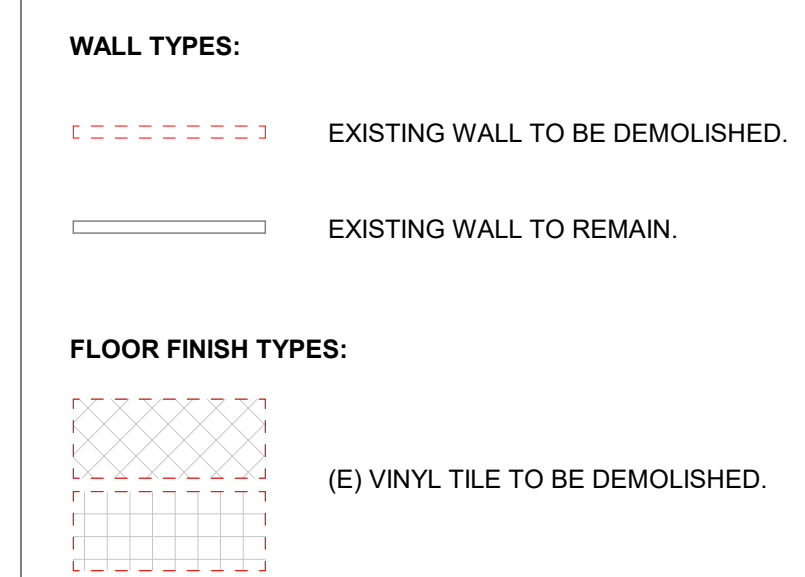 WALL TYPES:
EXISTING WALL TO BE DEMOLISHED.
EXISTING WALL TO REMAIN.
FLOOR FINISH TYPES:
(E) VINYL TILE TO BE DEMOLISHED.